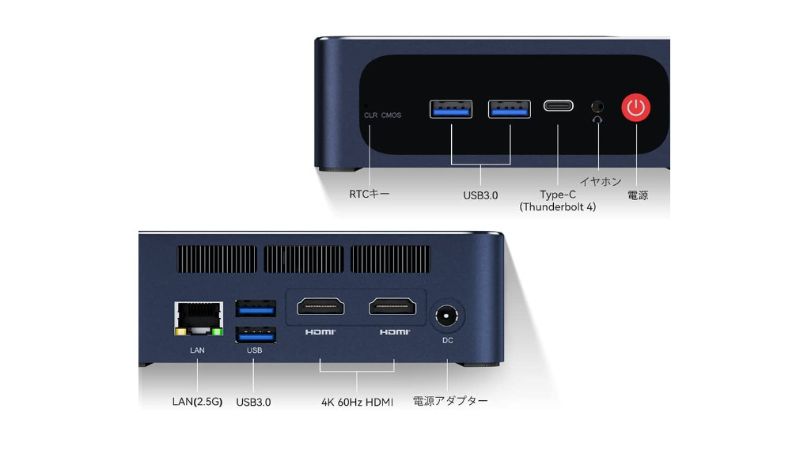 CLR CMOS
RTCキー
USB3.0
Type-C
(Thunderbolt 4)
イヤホン
電源
LAN
USB
HDMI
HDMI
DC
LAN(2.5G)
USB3.0
4K 60Hz HDMI
電源アダプター